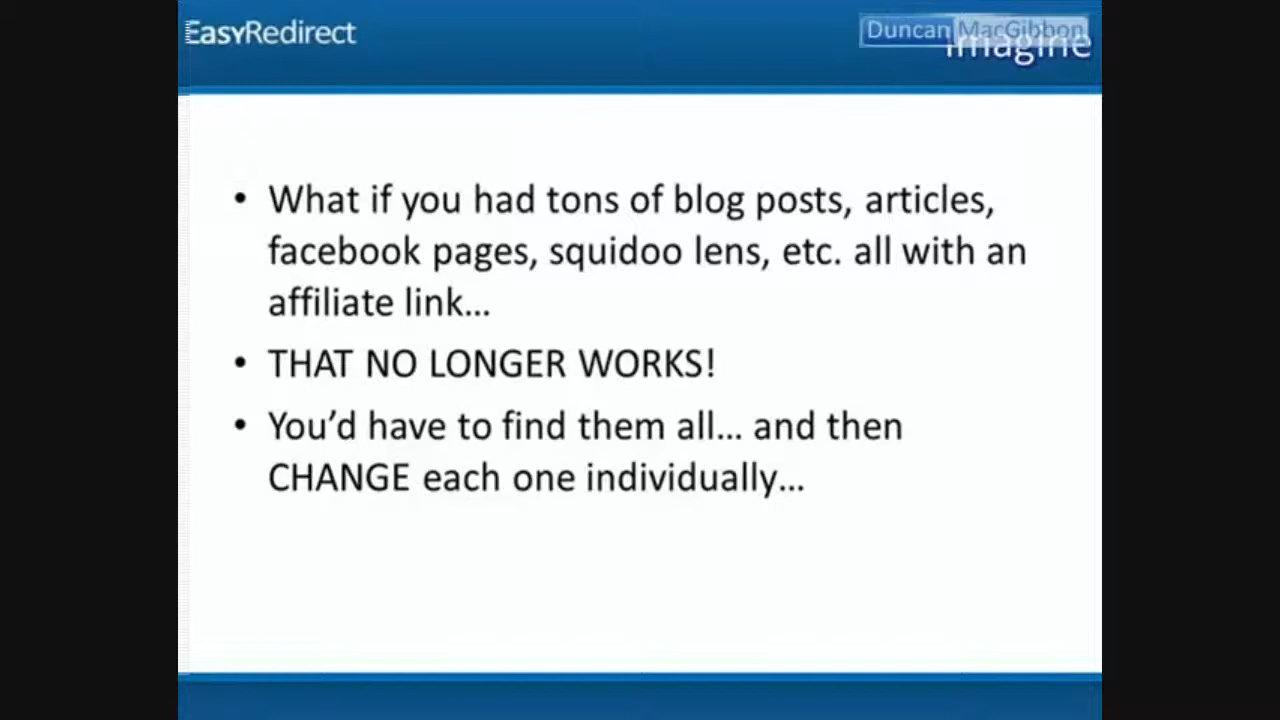 EasyRedirect
Duncan MacGibbon
imagine
• What if you had tons of blog posts, articles,
facebook pages, squidoo lens, etc. all with an
affiliate link...
• THAT NO LONGER WORKS!
• You’d have to find them all... and then
CHANGE each one individually...